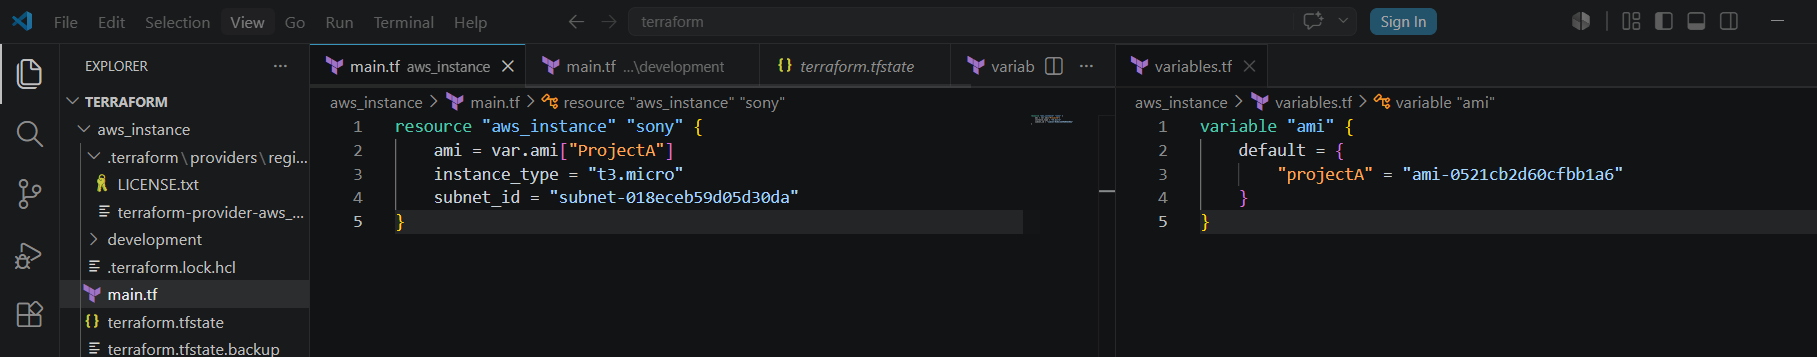 File Edit Selection View Go Run Terminal Help terraform Sign In
EXPLORER
TERRAFORM
aws_instance
.terraform\providers\regi...
LICENSE.txt
terraform-provider-aws_...
development
.terraform.lock.hcl
main.tf
terraform.tfstate
terraform.tfstate.backup
main.tf aws_instance main.tf ...\development terraform.tfstate variab
aws_instance > main.tf > resource "aws_instance" "sony"
1 resource "aws_instance" "sony" {
2 ami = var.ami["ProjectA"]
3 instance_type = "t3.micro"
4 subnet_id = "subnet-018eceb59d05d30da"
5 }
variables.tf
aws_instance > variables.tf > variable "ami"
1 variable "ami" {
2 default = {
3 "projectA" = "ami-0521cb2d60cfbb1a6"
4 }
5 }